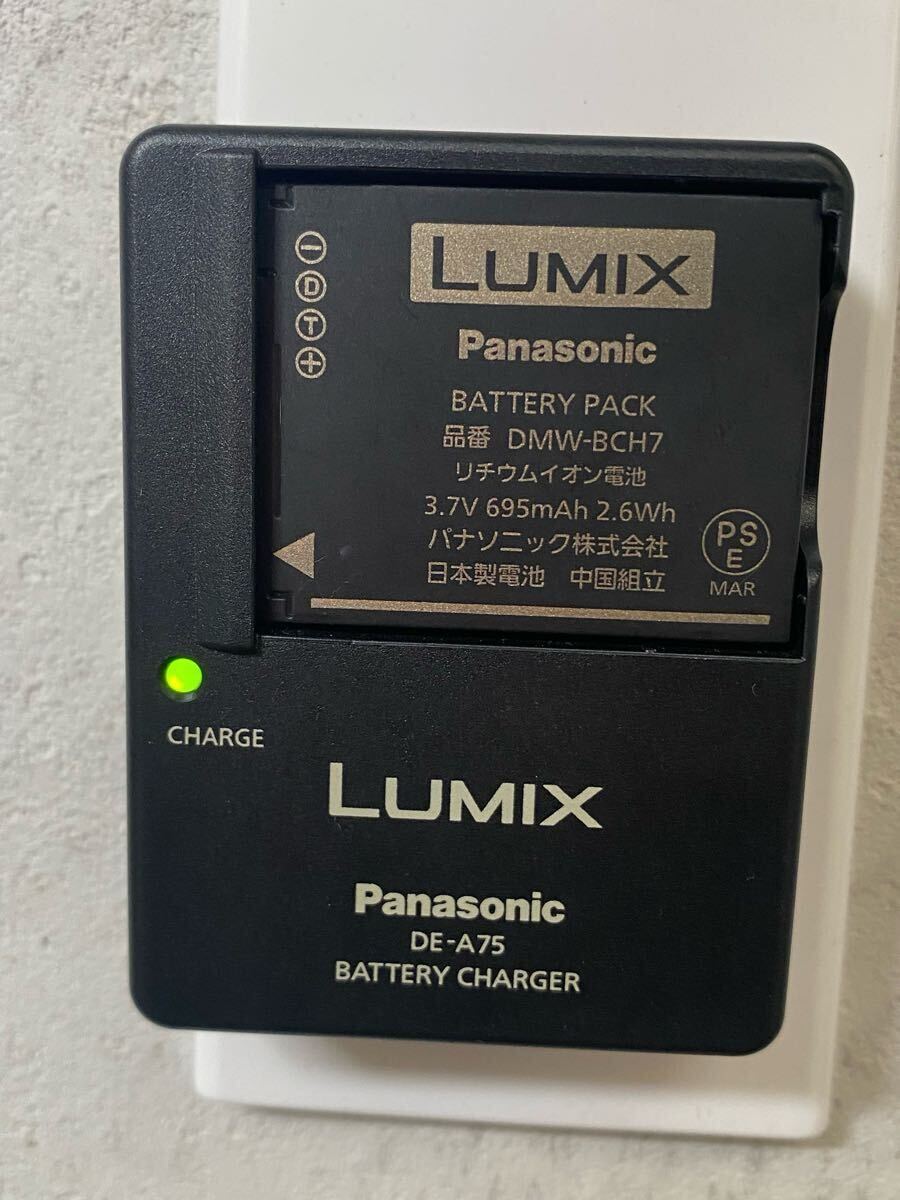 LUMIX
Panasonic
BATTERY PACK
品番 DMW-BCH7
リチウムイオン電池
3.7V 695mAh 2.6Wh
パナソニック株式会社
日本製電池 中国組立
−
D
T
+
PS
E
MAR
CHARGE
LUMIX
Panasonic
DE-A75
BATTERY CHARGER